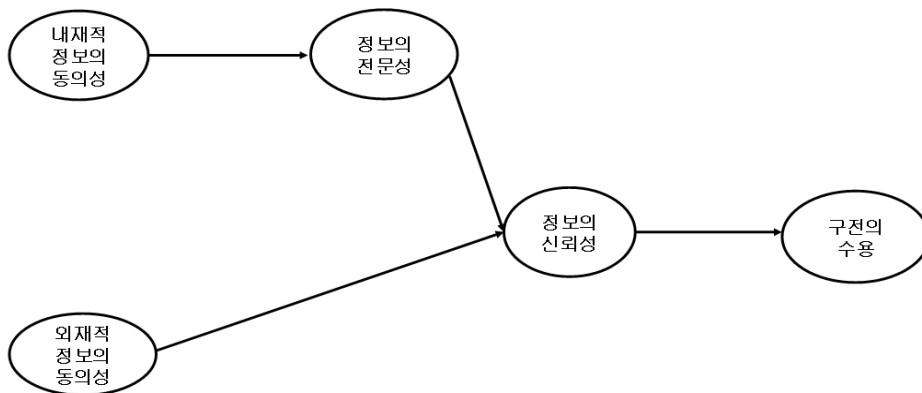 내재적
정보의
동의성
정보의
전문성
정보의
신뢰성
구전의
수용
외재적
정보의
동의성